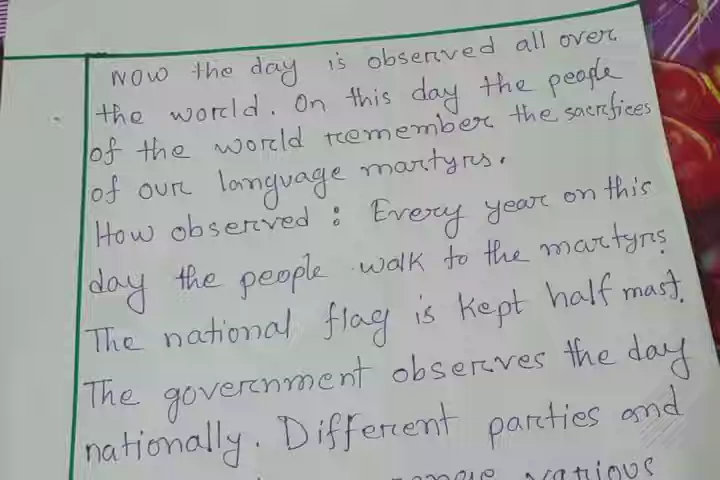 Now the day is observed all over
the world. On this day the people
of the world remember the sacrifices
of our language martyrs.
How observed : Every year on this
day the people walk to the martyrs.
The national flag is kept half mast.
The government observes the day
nationally. Different parties and
various